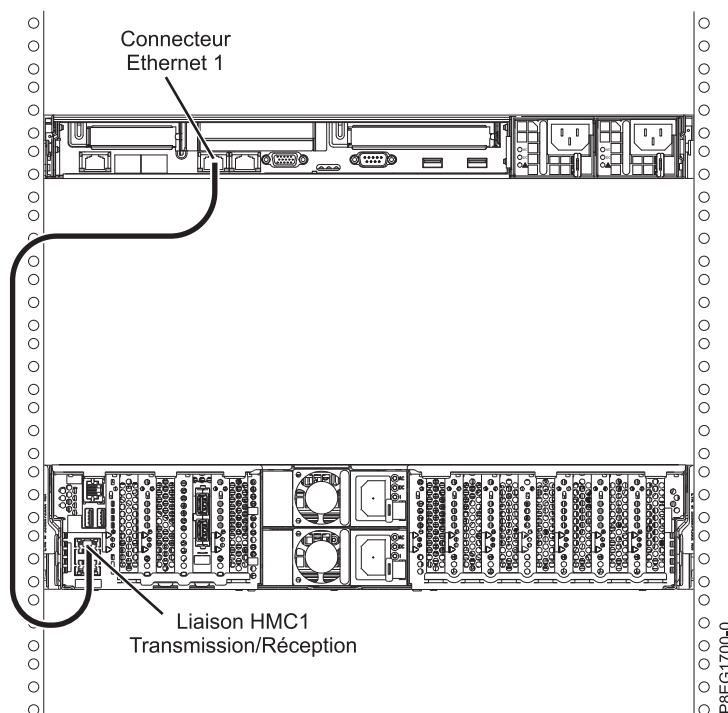 Connecteur
Ethernet 1
Liaison HMC1
Transmission/Réception
P8EG1700-0